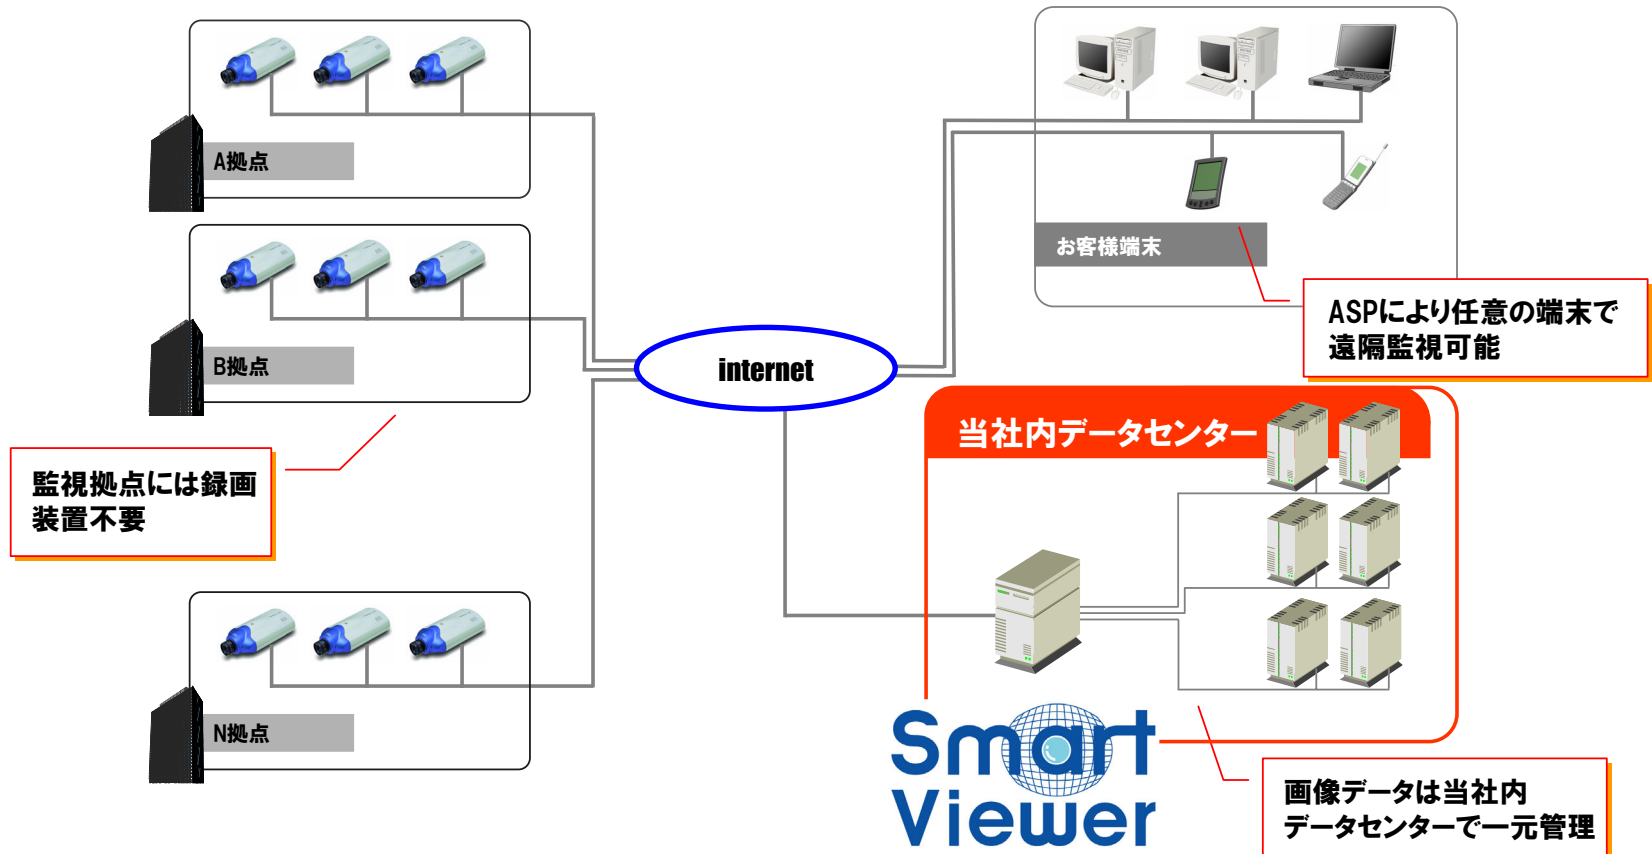 A拠点
B拠点
監視拠点には録画
装置不要
N拠点
internet
お客様端末
ASPにより任意の端末で
遠隔監視可能
当社内データセンター
Smart
Viewer
画像データは当社内
データセンターで一元管理